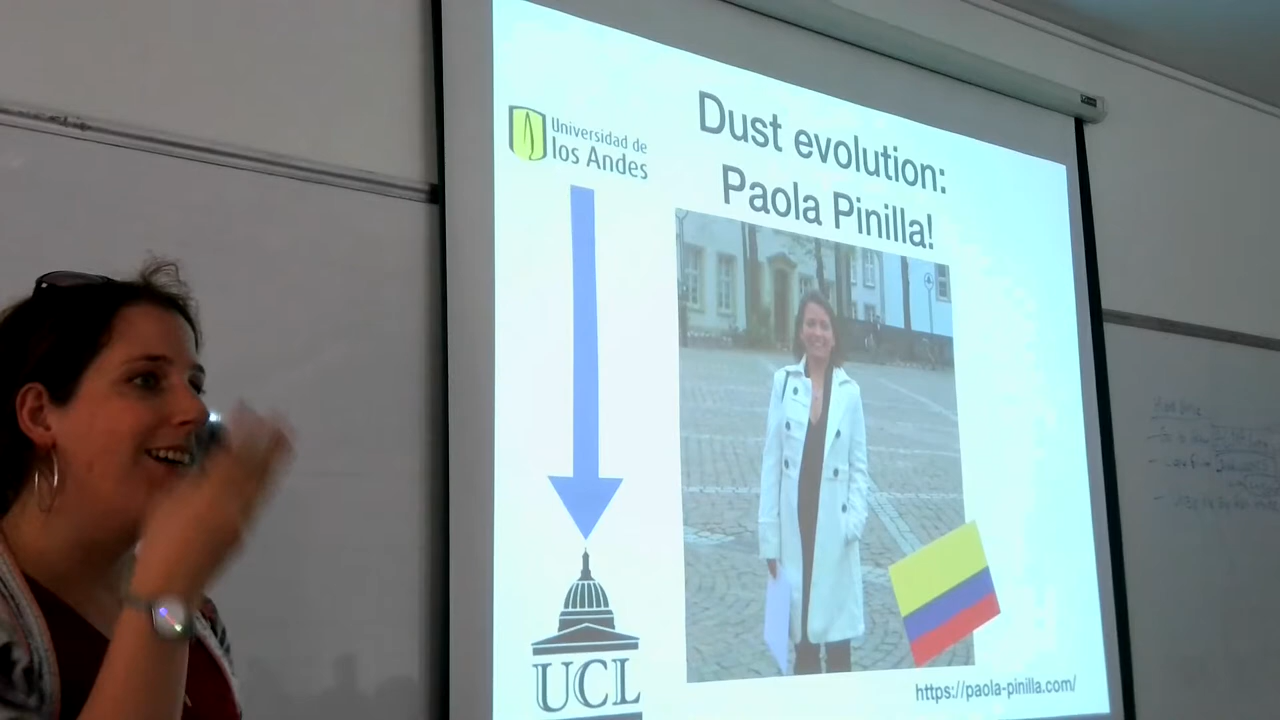 Dust evolution:
Paola Pinilla!
Universidad de
los Andes
UCL
https://paola-pinilla.com/